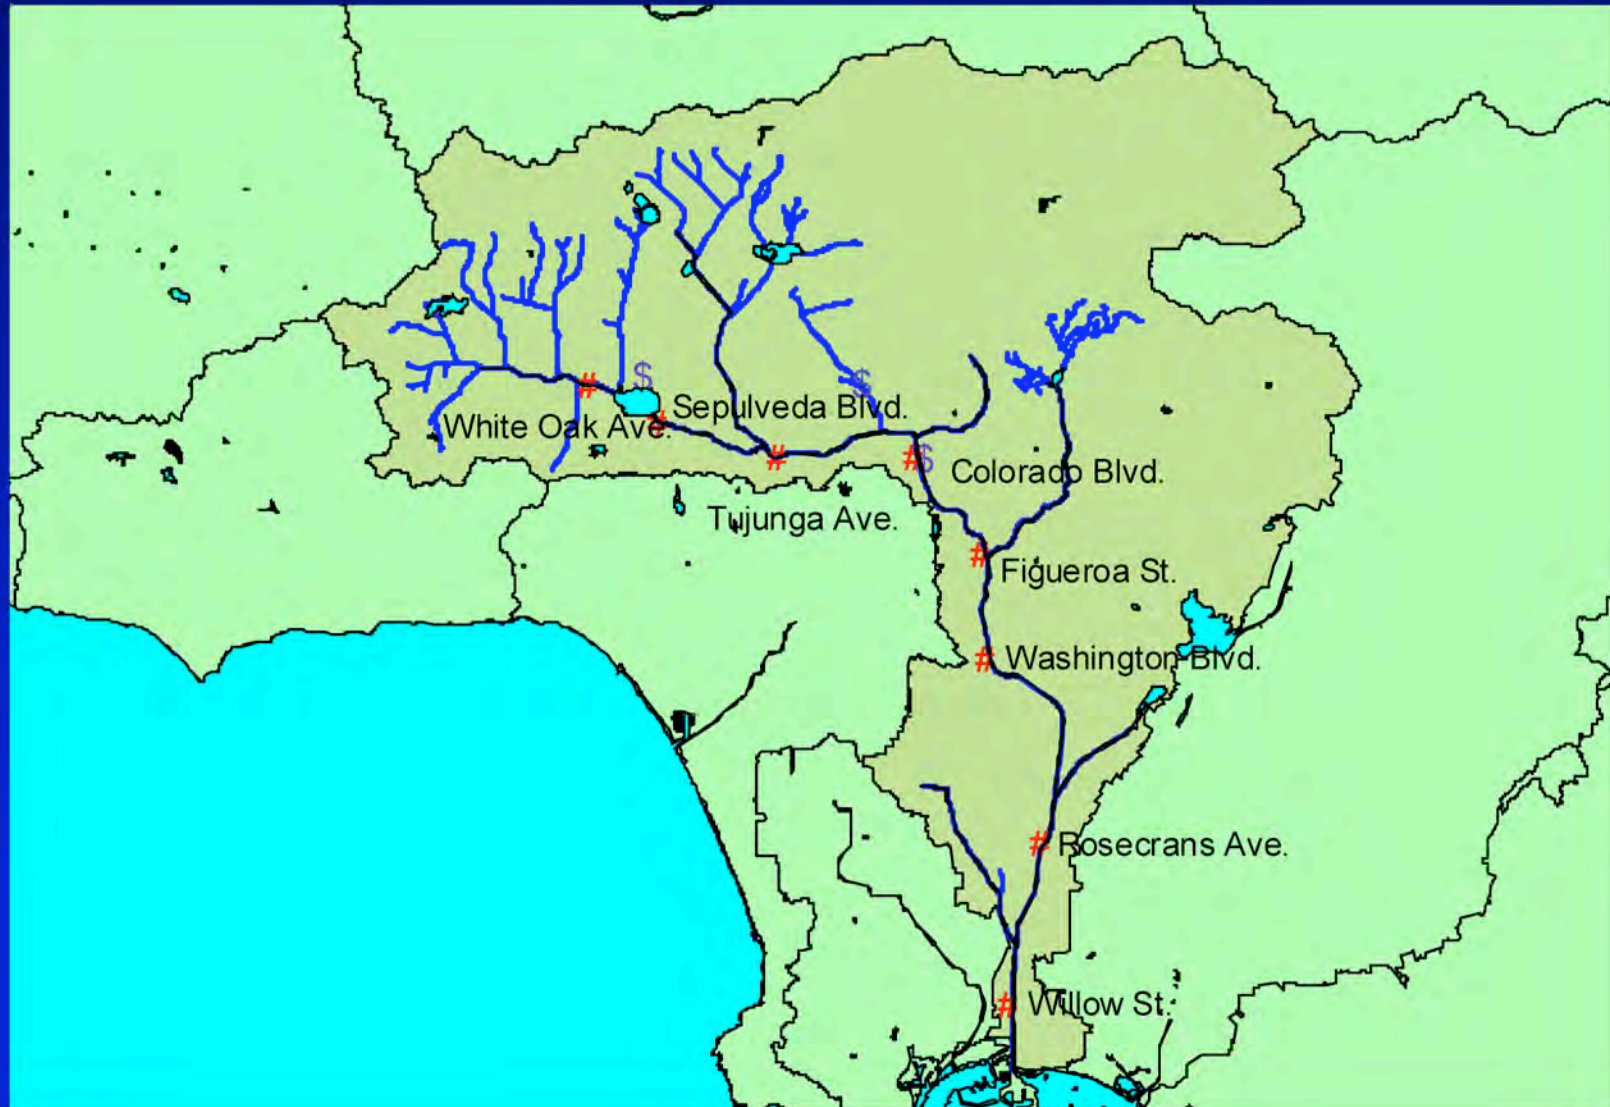 $
#
Sepulveda Blvd.
$
White Oak Ave.
#
#
#
$
Colorado Blvd.
Tujunga Ave.
#
Figueroa St.
#
Washington Blvd.
#
Rosecrans Ave.
#
Willow St.